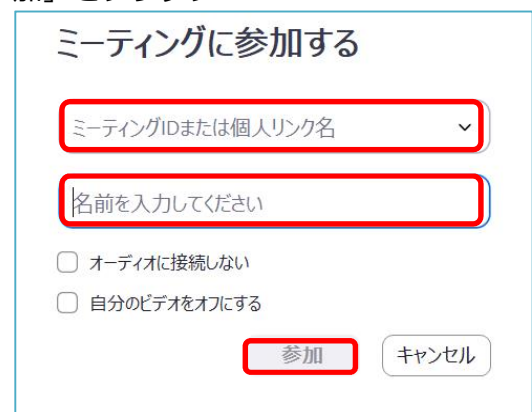 ミーティングに参加する
ミーティングIDまたは個人リンク名
名前を入力してください
オーディオに接続しない
自分のビデオをオフにする
参加 キャンセル